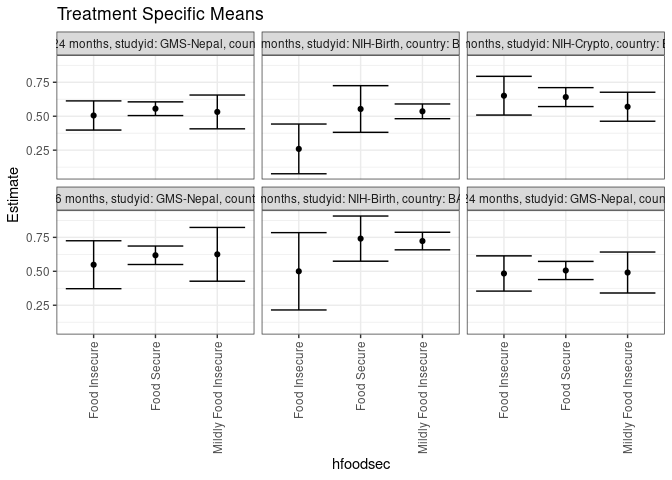 Treatment Specific Means
24 months, studyid: GMS-Nepal, coun
months, studyid: NIH-Birth, country: B
months, studyid: NIH-Crypto, country:
0.75
0.50
0.25
6 months, studyid: GMS-Nepal, count
months, studyid: NIH-Birth, country: BA
24 months, studyid: GMS-Nepal, coun
0.75
0.50
0.25
Estimate
Food Insecure
Food Secure
Mildly Food Insecure
Food Insecure
Food Secure
Mildly Food Insecure
Food Insecure
Food Secure
Mildly Food Insecure
hfoodsec